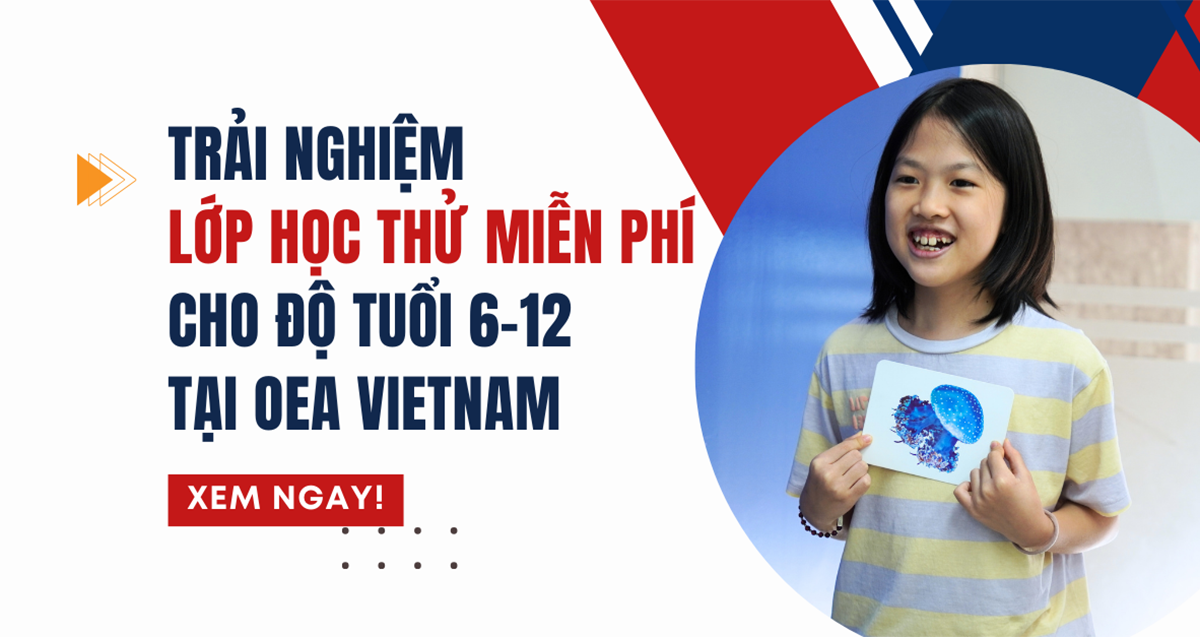 TRẢI NGHIỆM
LỚP HỌC THỬ MIỄN PHÍ
CHO ĐỘ TUỔI 6-12
TẠI OEA VIETNAM
XEM NGAY!